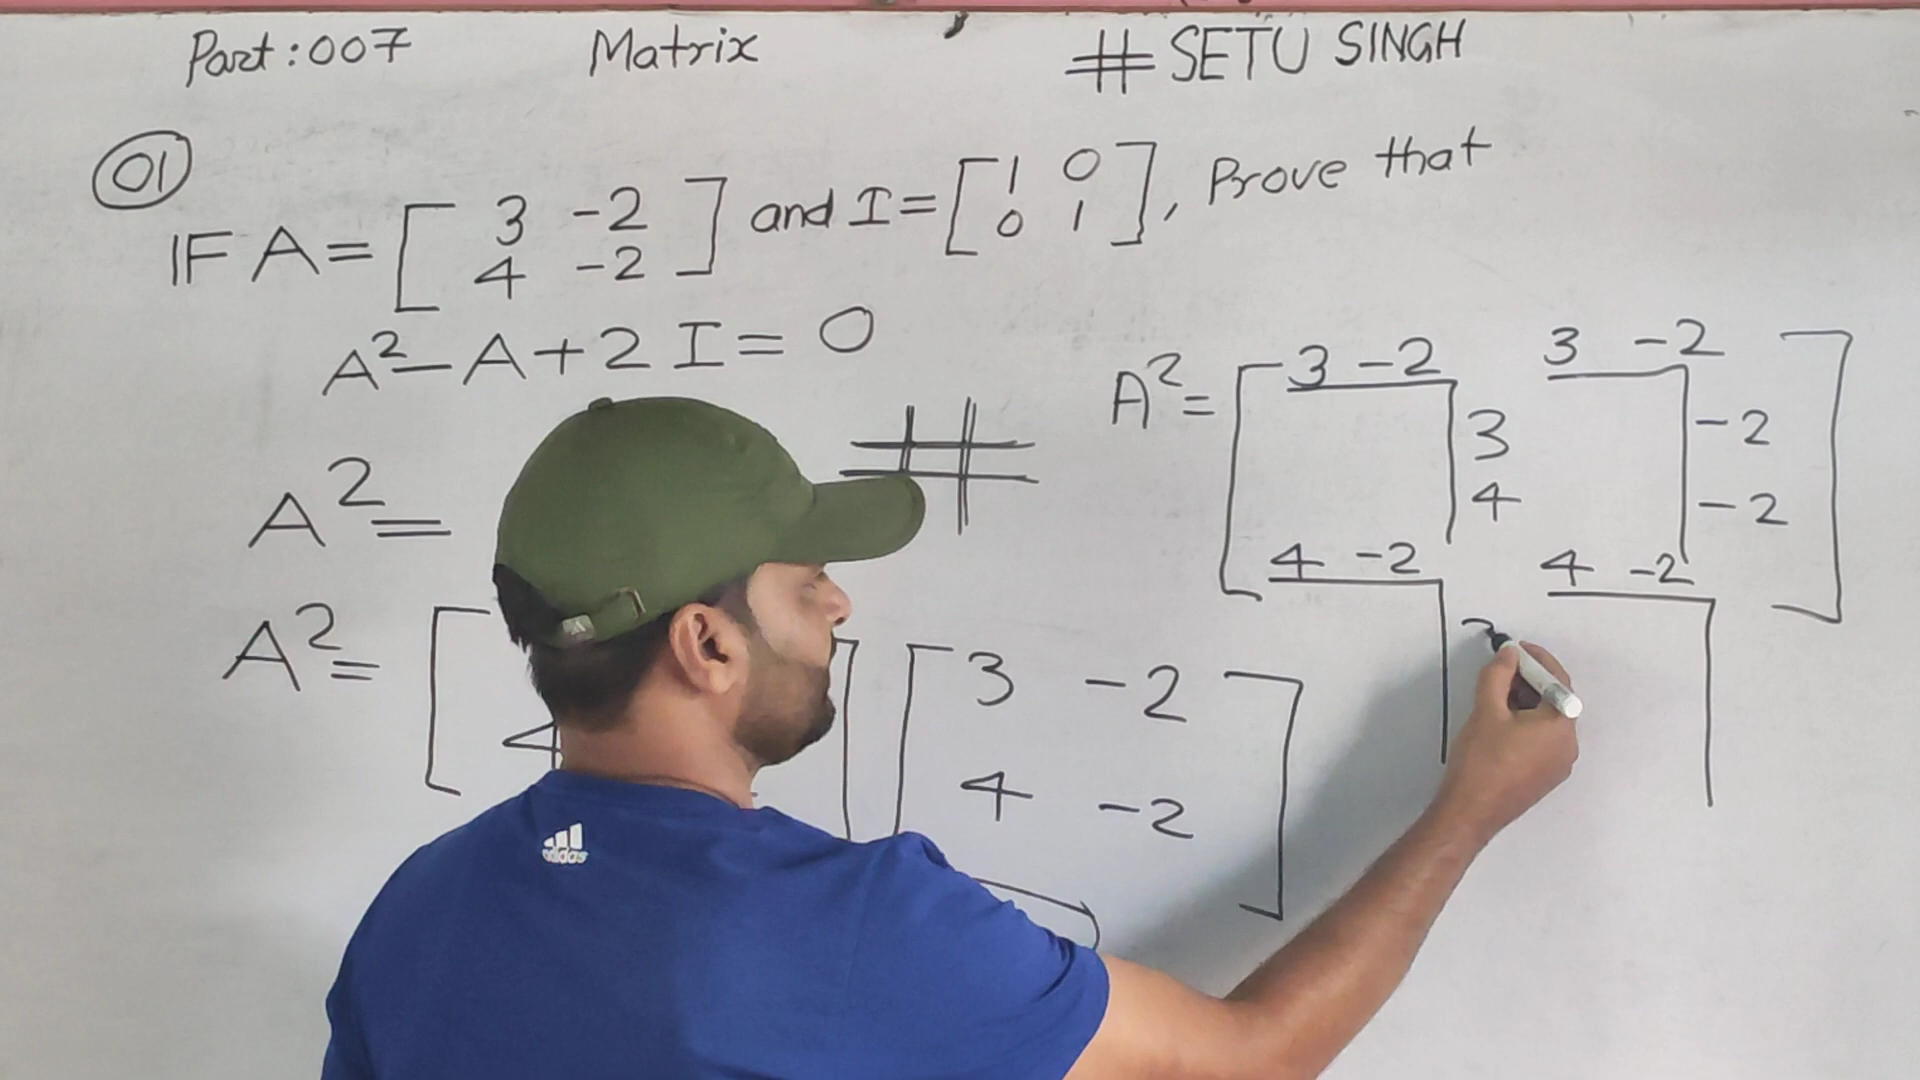 Part:007 Matrix # SETU SINGH
01
IF A = [ 3 -2 ] and I = [ 1 0 ], Prove that
4 -2 0 1
A²-A+2I=0
A²= [ 3 -2 3 -2 ]
3 -2
4 -2
4 -2 4 -2
#
A²=
A²= [ 4 ] [ 3 -2 ]
4 -2
adidas